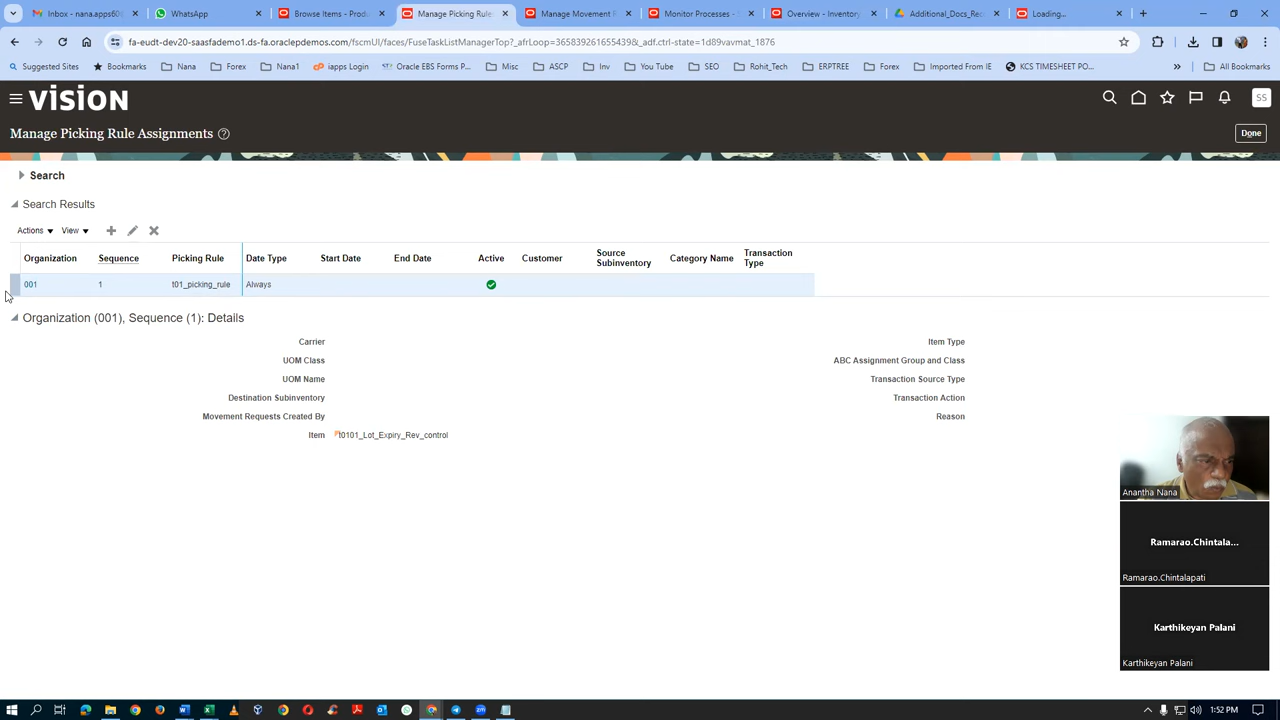 Inbox - nana.apps60
WhatsApp
Browse Items - Produ
Manage Picking Rule
Manage Movement R
Monitor Processes - S
Overview - Inventory
Additional_Docs_Rec
Loading...
fa-eudt-dev20-saasfademo1.ds-fa.oraclepdemos.com/fscmUI/faces/FuseTaskListManagerTop?_afrLoop=365839261655439&_adf.ctrl-state=1d89vavmat_1876
Suggested Sites
Bookmarks
Nana
Forex
Nana1
iapps Login
Oracle EBS Forms P...
Misc
ASCP
Inv
You Tube
SEO
Rohit_Tech
ERPTREE
Forex
Imported From IE
KCS TIMESHEET PO...
»
All Bookmarks
VISION
SS
Manage Picking Rule Assignments
Done
Search
Search Results
Actions
View
Organization
Sequence
Picking Rule
Date Type
Start Date
End Date
Active
Customer
Source Subinventory
Category Name
Transaction Type
001
1
t01_picking_rule
Always
Organization (001), Sequence (1): Details
Carrier
Item Type
UOM Class
ABC Assignment Group and Class
UOM Name
Transaction Source Type
Destination Subinventory
Transaction Action
Movement Requests Created By
Reason
Item
t0101_Lot_Expiry_Rev_control
Anantha Nana
Ramarao.Chintala...
Ramarao.Chintalapati
Karthikeyan Palani
Karthikeyan Palani
1:52 PM